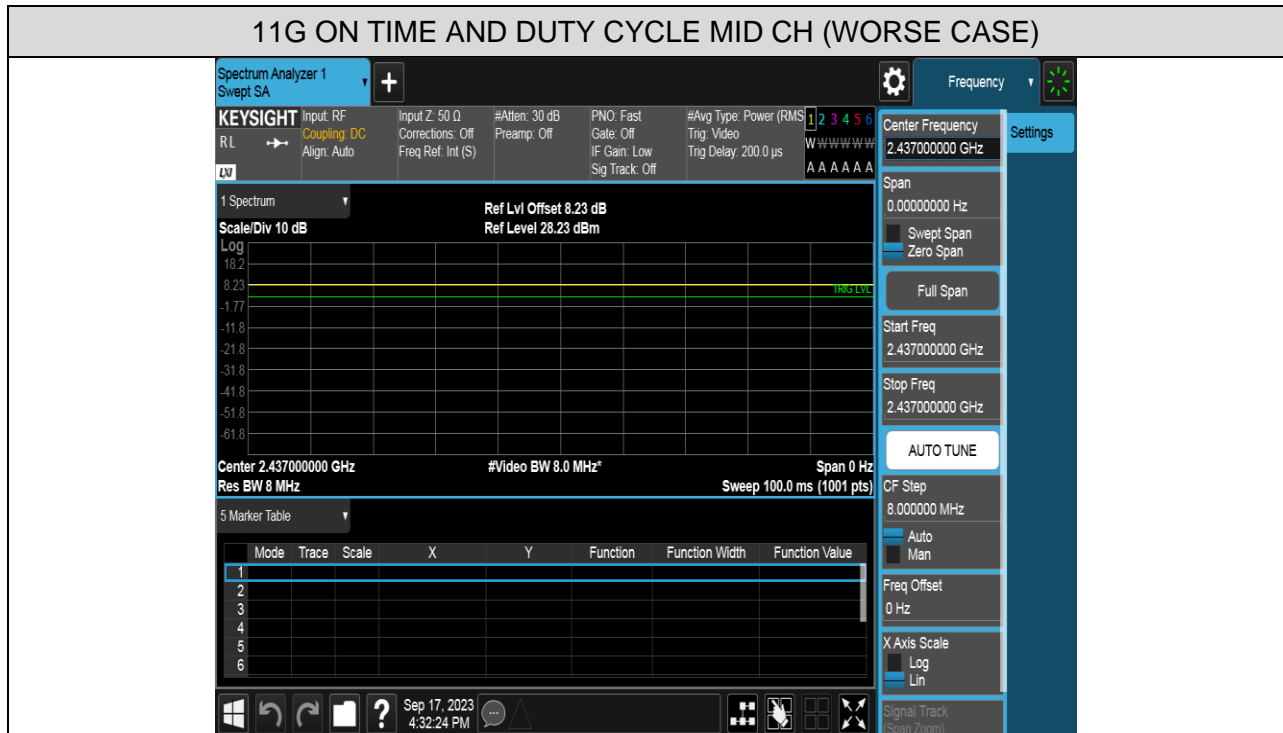 11G ON TIME AND DUTY CYCLE MID CH (WORSE CASE)
Spectrum Analyzer 1
Swept SA
Frequency
KEYSIGHT
RL
LXI
Input: RF
Coupling: DC
Align: Auto
Input Z: 50 Ω
Corrections: Off
Freq Ref: Int (S)
#Atten: 30 dB
Preamp: Off
PNO: Fast
Gate: Off
IF Gain: Low
Sig Track: Off
#Avg Type: Power (RMS
Trig: Video
Trig Delay: 200.0 µs
1 2 3 4 5 6
W W W W W W
A A A A A A
1 Spectrum
Scale/Div 10 dB
Ref Lvl Offset 8.23 dB
Ref Level 28.23 dBm
Log
18.2
8.23
-1.77
-11.8
-21.8
-31.8
-41.8
-51.8
-61.8
TRIG LVL
Center 2.437000000 GHz
#Video BW 8.0 MHz*
Span 0 Hz
Res BW 8 MHz
Sweep 100.0 ms (1001 pts)
5 Marker Table
Mode Trace Scale X Y Function Function Width Function Value
1
2
3
4
5
6
Sep 17, 2023
4:32:24 PM
?
Center Frequency
2.437000000 GHz
Settings
Span
0.00000000 Hz
Swept Span
Zero Span
Full Span
Start Freq
2.437000000 GHz
Stop Freq
2.437000000 GHz
AUTO TUNE
CF Step
8.000000 MHz
Auto
Man
Freq Offset
0 Hz
X Axis Scale
Log
Lin
Signal Track
(Span Zoom)